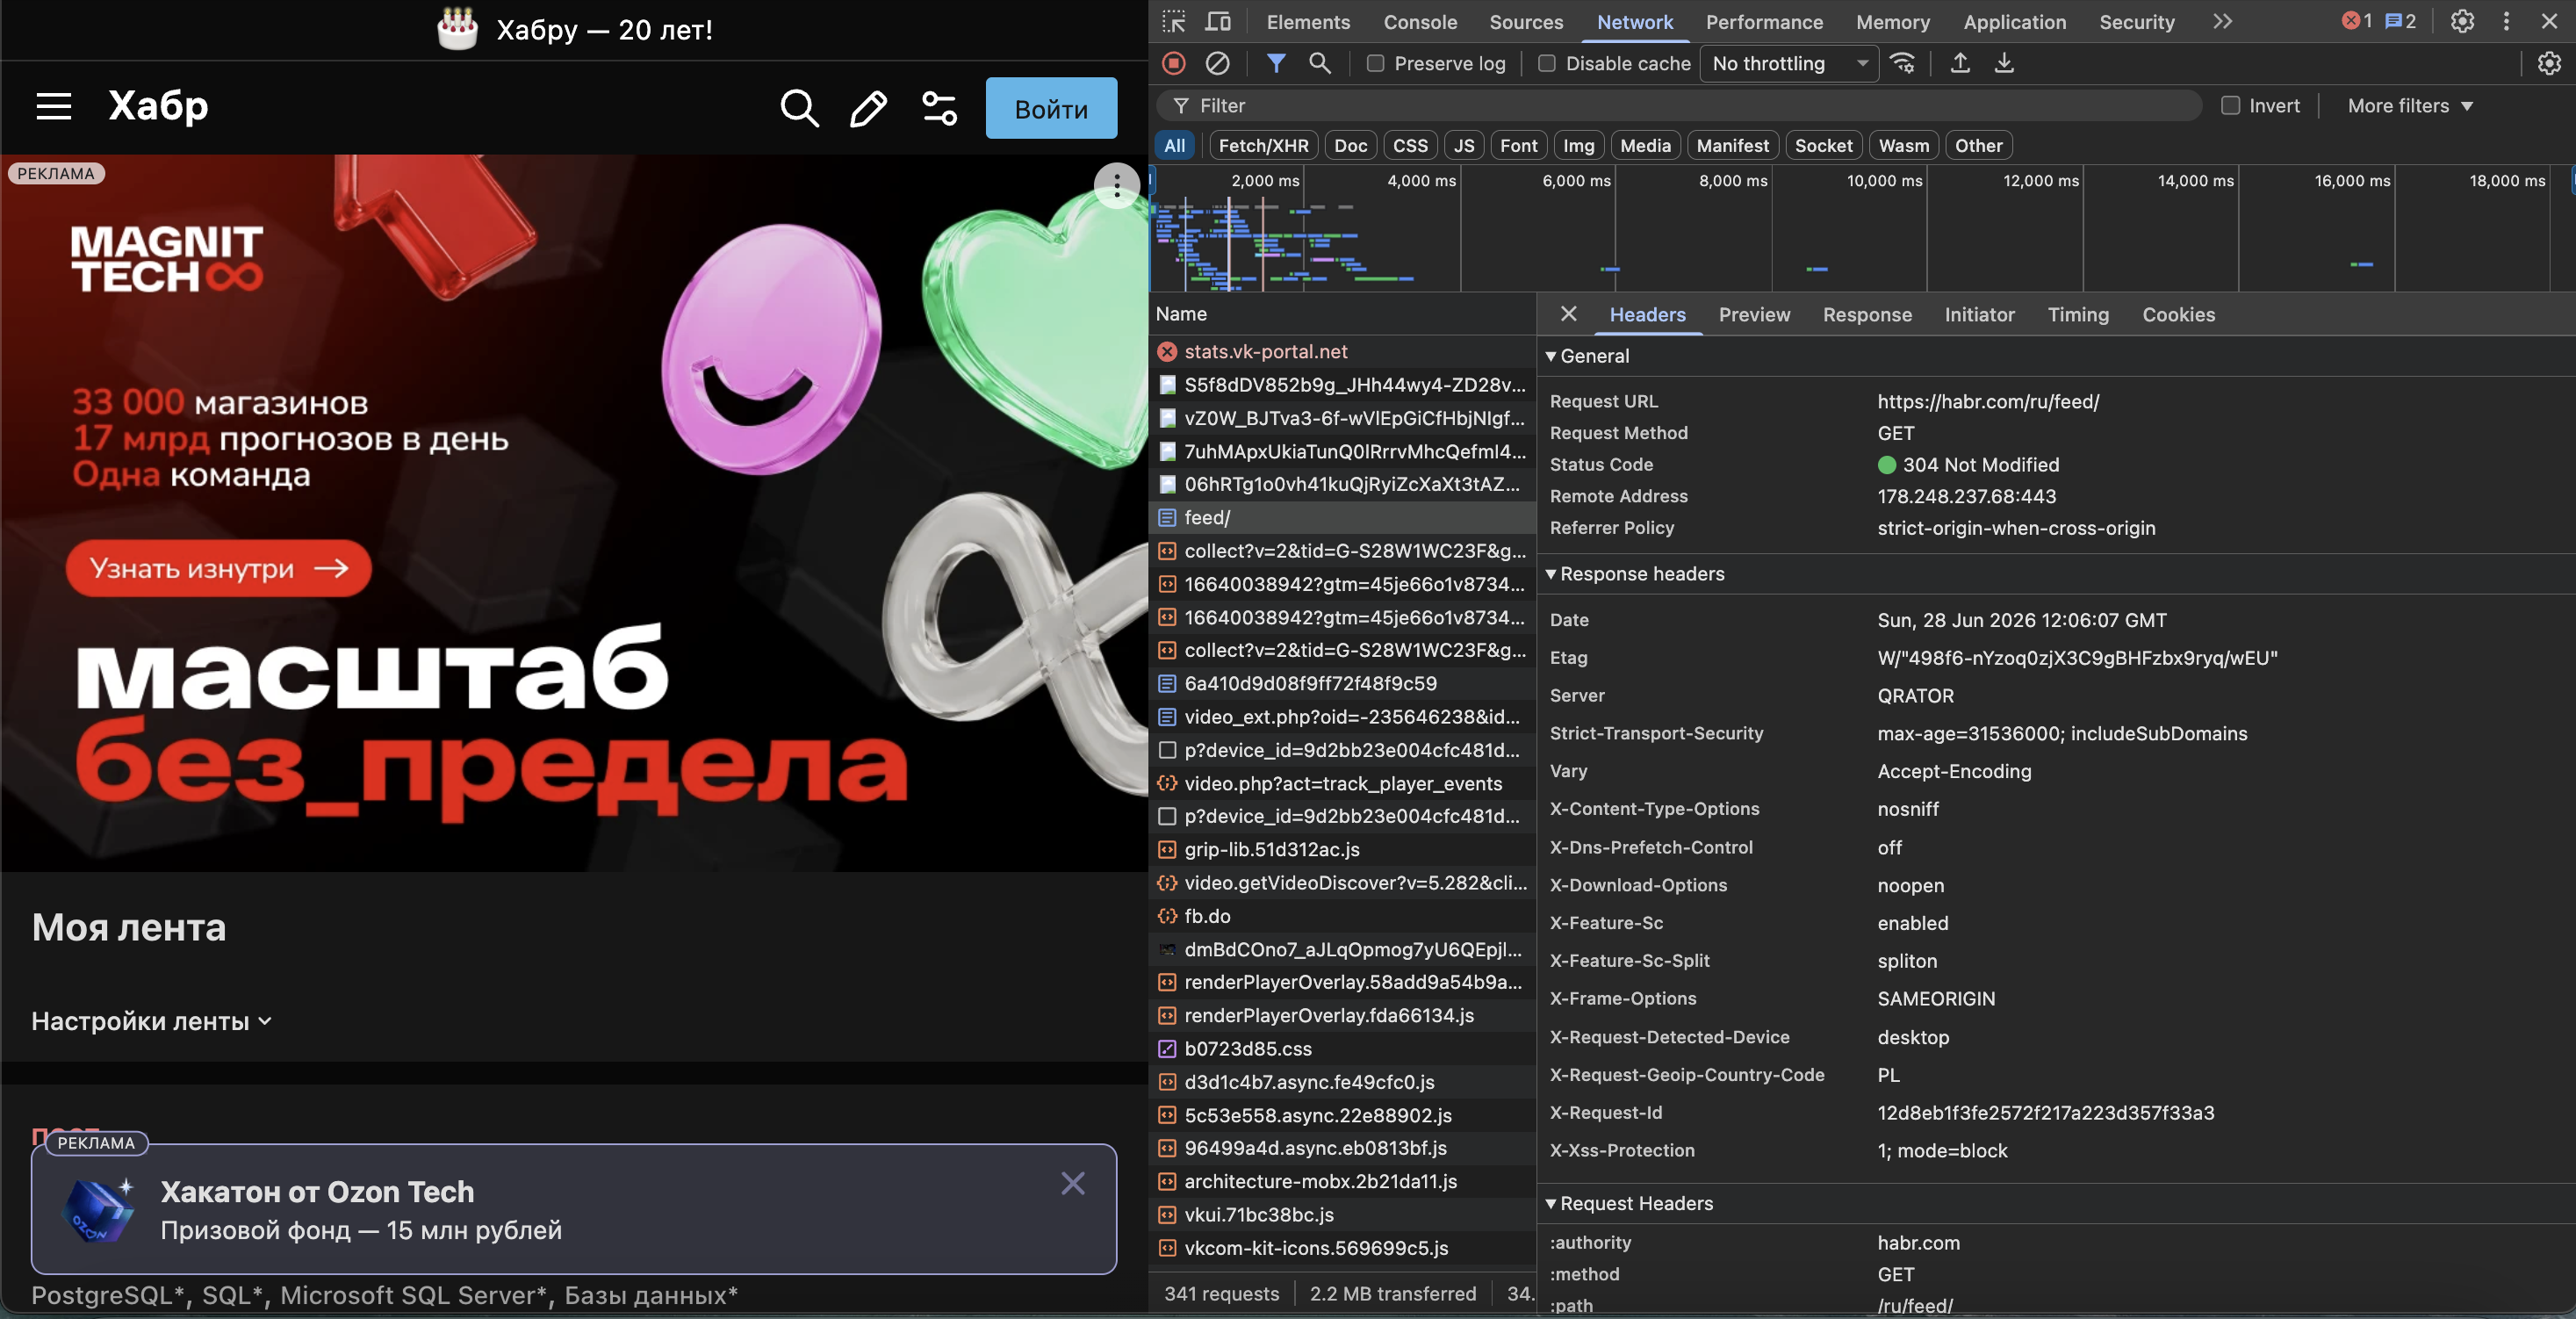 Хабру — 20 лет!
Хабр
Войти
РЕКЛАМА
MAGNIT
TECH
33 000 магазинов
17 млрд прогнозов в день
Одна команда
Узнать изнутри →
масштаб
без_предела
Моя лента
Настройки ленты
РЕКЛАМА
OZON
Хакатон от Ozon Tech
Призовой фонд — 15 млн рублей
PostgreSQL*, SQL*, Microsoft SQL Server*, Базы данных*
Elements Console Sources Network Performance Memory Application Security 1 2
Preserve log Disable cache No throttling
Filter Invert More filters
All Fetch/XHR Doc CSS JS Font Img Media Manifest Socket Wasm Other
2,000 ms 4,000 ms 6,000 ms 8,000 ms 10,000 ms 12,000 ms 14,000 ms 16,000 ms 18,000 ms
Name
stats.vk-portal.net
S5f8dDV852b9g_JHh44wy4-ZD28v...
vZ0W_BJTva3-6f-wVlEpGiCfHbjNIgf...
7uhMApxUkiaTunQ0lRrrvMhcQefml4...
06hRTg1o0vh41kuQjRyiZcXaXt3tAZ...
feed/
collect?v=2&tid=G-S28W1WC23F&g...
16640038942?gtm=45je66o1v8734...
16640038942?gtm=45je66o1v8734...
collect?v=2&tid=G-S28W1WC23F&g...
6a410d9d08f9ff72f48f9c59
video_ext.php?oid=-235646238&id...
p?device_id=9d2bb23e004cfc481d...
video.php?act=track_player_events
p?device_id=9d2bb23e004cfc481d...
grip-lib.51d312ac.js
video.getVideoDiscover?v=5.282&cli...
fb.do
dmBdCOno7_aJLqOpmog7yU6QEpjl...
renderPlayerOverlay.58add9a54b9a...
renderPlayerOverlay.fda66134.js
b0723d85.css
d3d1c4b7.async.fe49cfc0.js
5c53e558.async.22e88902.js
96499a4d.async.eb0813bf.js
architecture-mobx.2b21da11.js
vkui.71bc38bc.js
vkcom-kit-icons.569699c5.js
341 requests 2.2 MB transferred 34.
Headers Preview Response Initiator Timing Cookies
General
Request URL https://habr.com/ru/feed/
Request Method GET
Status Code 304 Not Modified
Remote Address 178.248.237.68:443
Referrer Policy strict-origin-when-cross-origin
Response headers
Date Sun, 28 Jun 2026 12:06:07 GMT
Etag W/"498f6-nYzoq0zjX3C9gBHFzbx9ryq/wEU"
Server QRATOR
Strict-Transport-Security max-age=31536000; includeSubDomains
Vary Accept-Encoding
X-Content-Type-Options nosniff
X-Dns-Prefetch-Control off
X-Download-Options noopen
X-Feature-Sc enabled
X-Feature-Sc-Split spliton
X-Frame-Options SAMEORIGIN
X-Request-Detected-Device desktop
X-Request-Geoip-Country-Code PL
X-Request-Id 12d8eb1f3fe2572f217a223d357f33a3
X-Xss-Protection 1; mode=block
Request Headers
:authority habr.com
:method GET
:path /ru/feed/